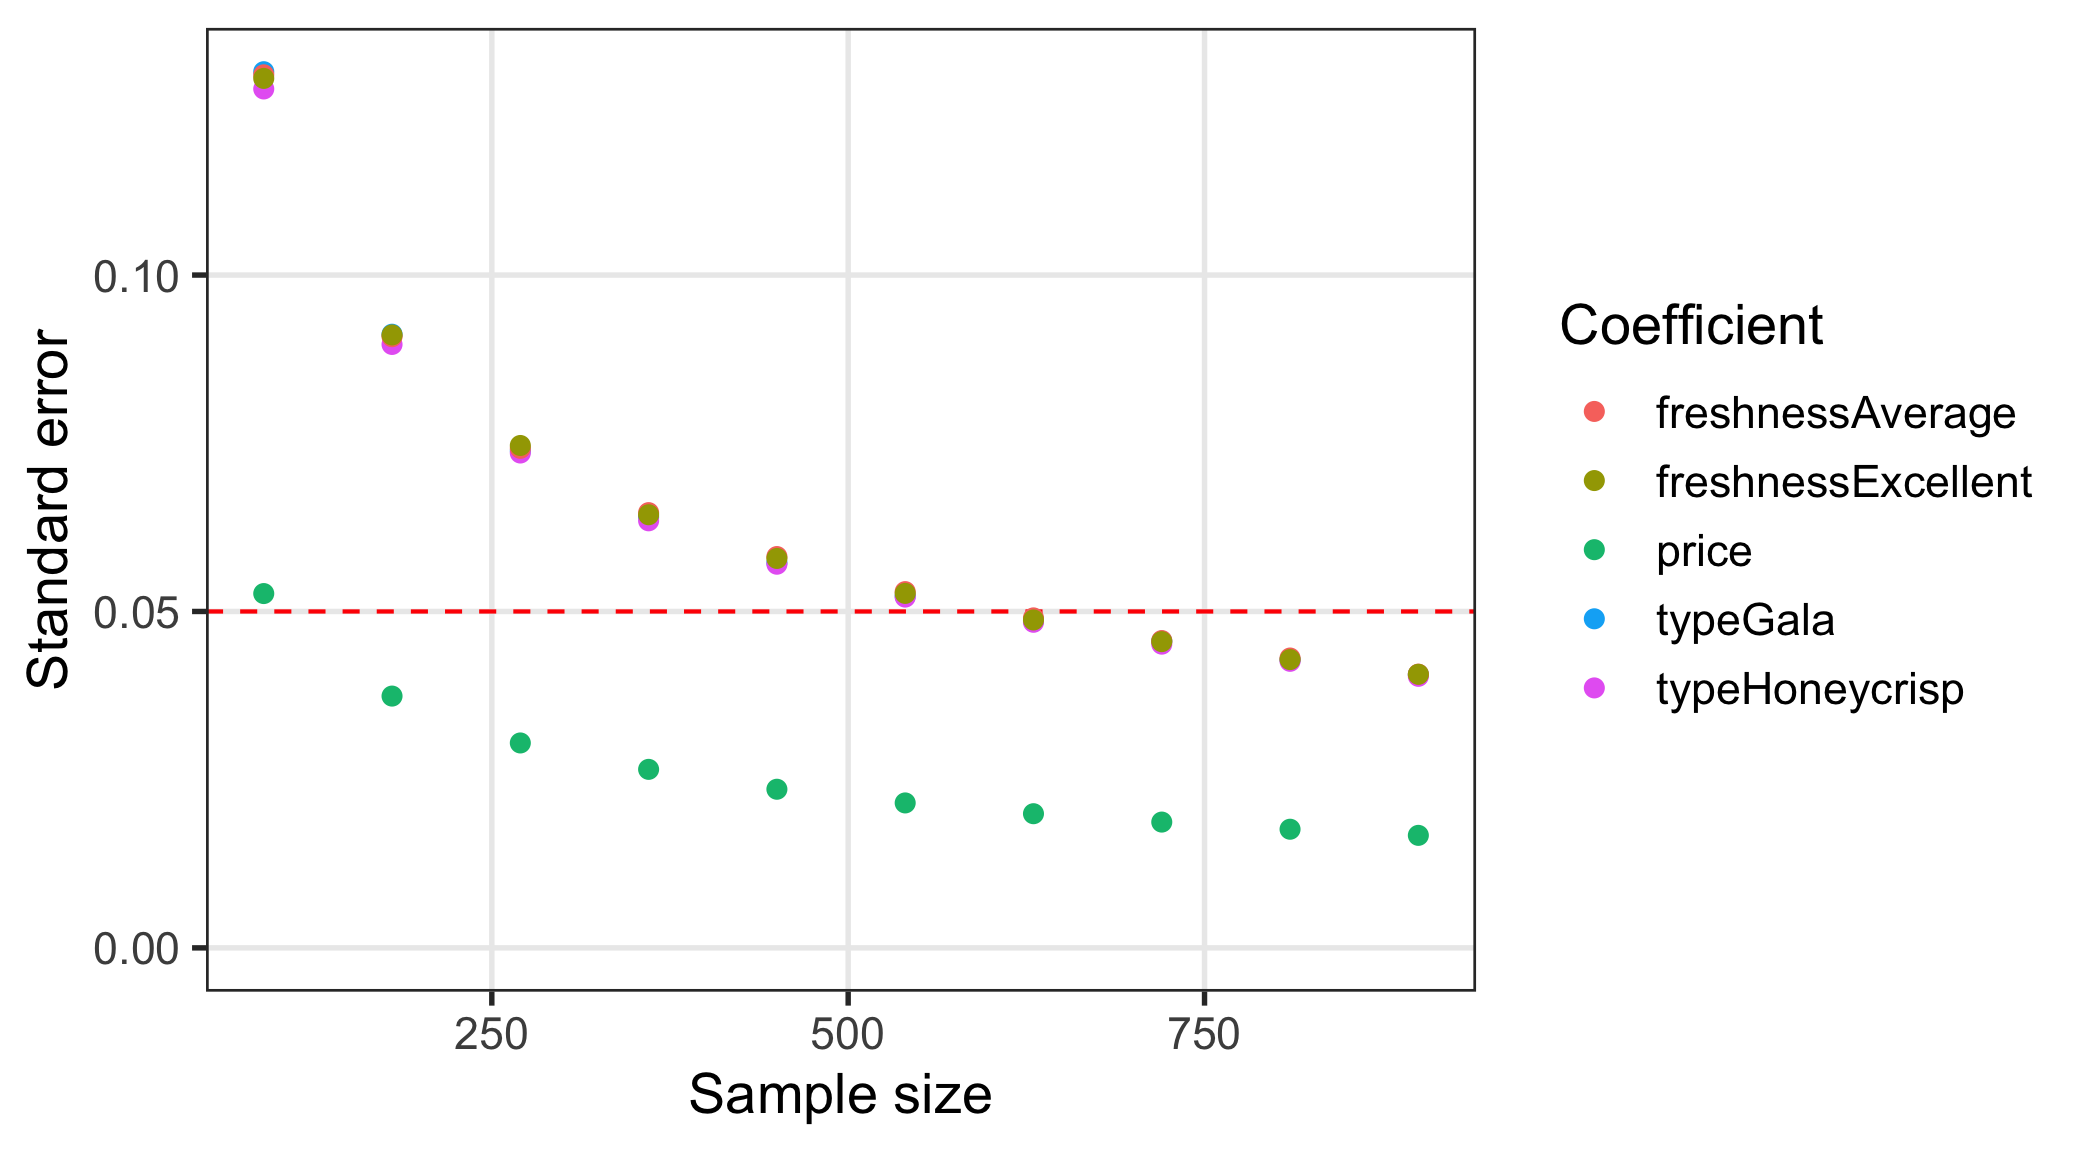 0.10
0.05
0.00
Standard error
250
500
750
Sample size
Coefficient
freshnessAverage
freshnessExcellent
price
typeGala
typeHoneycrisp